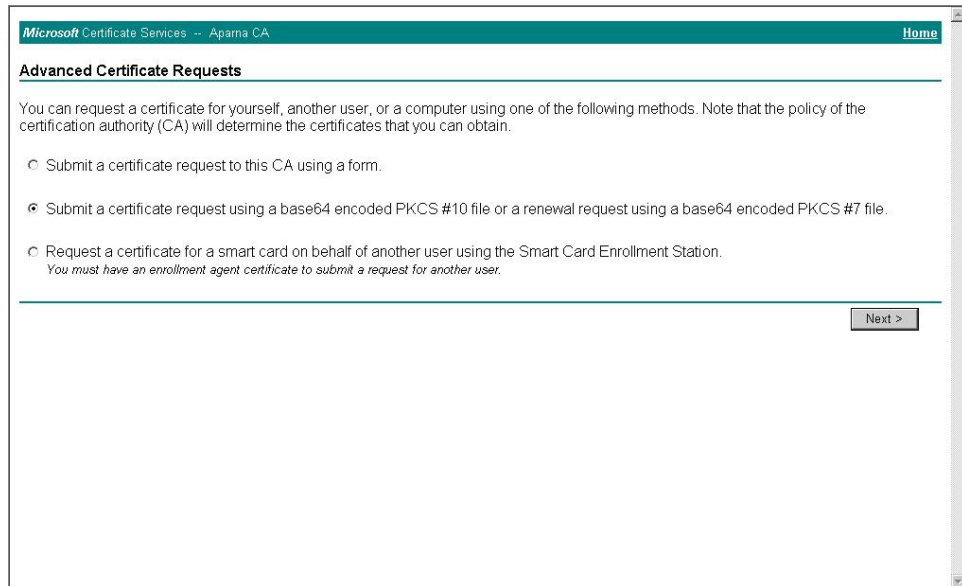 Microsoft Certificate Services -- Aparna CA
Home
Advanced Certificate Requests
You can request a certificate for yourself, another user, or a computer using one of the following methods. Note that the policy of the
certification authority (CA) will determine the certificates that you can obtain.
Submit a certificate request to this CA using a form.
Submit a certificate request using a base64 encoded PKCS #10 file or a renewal request using a base64 encoded PKCS #7 file.
Request a certificate for a smart card on behalf of another user using the Smart Card Enrollment Station.
You must have an enrollment agent certificate to submit a request for another user.
Next >